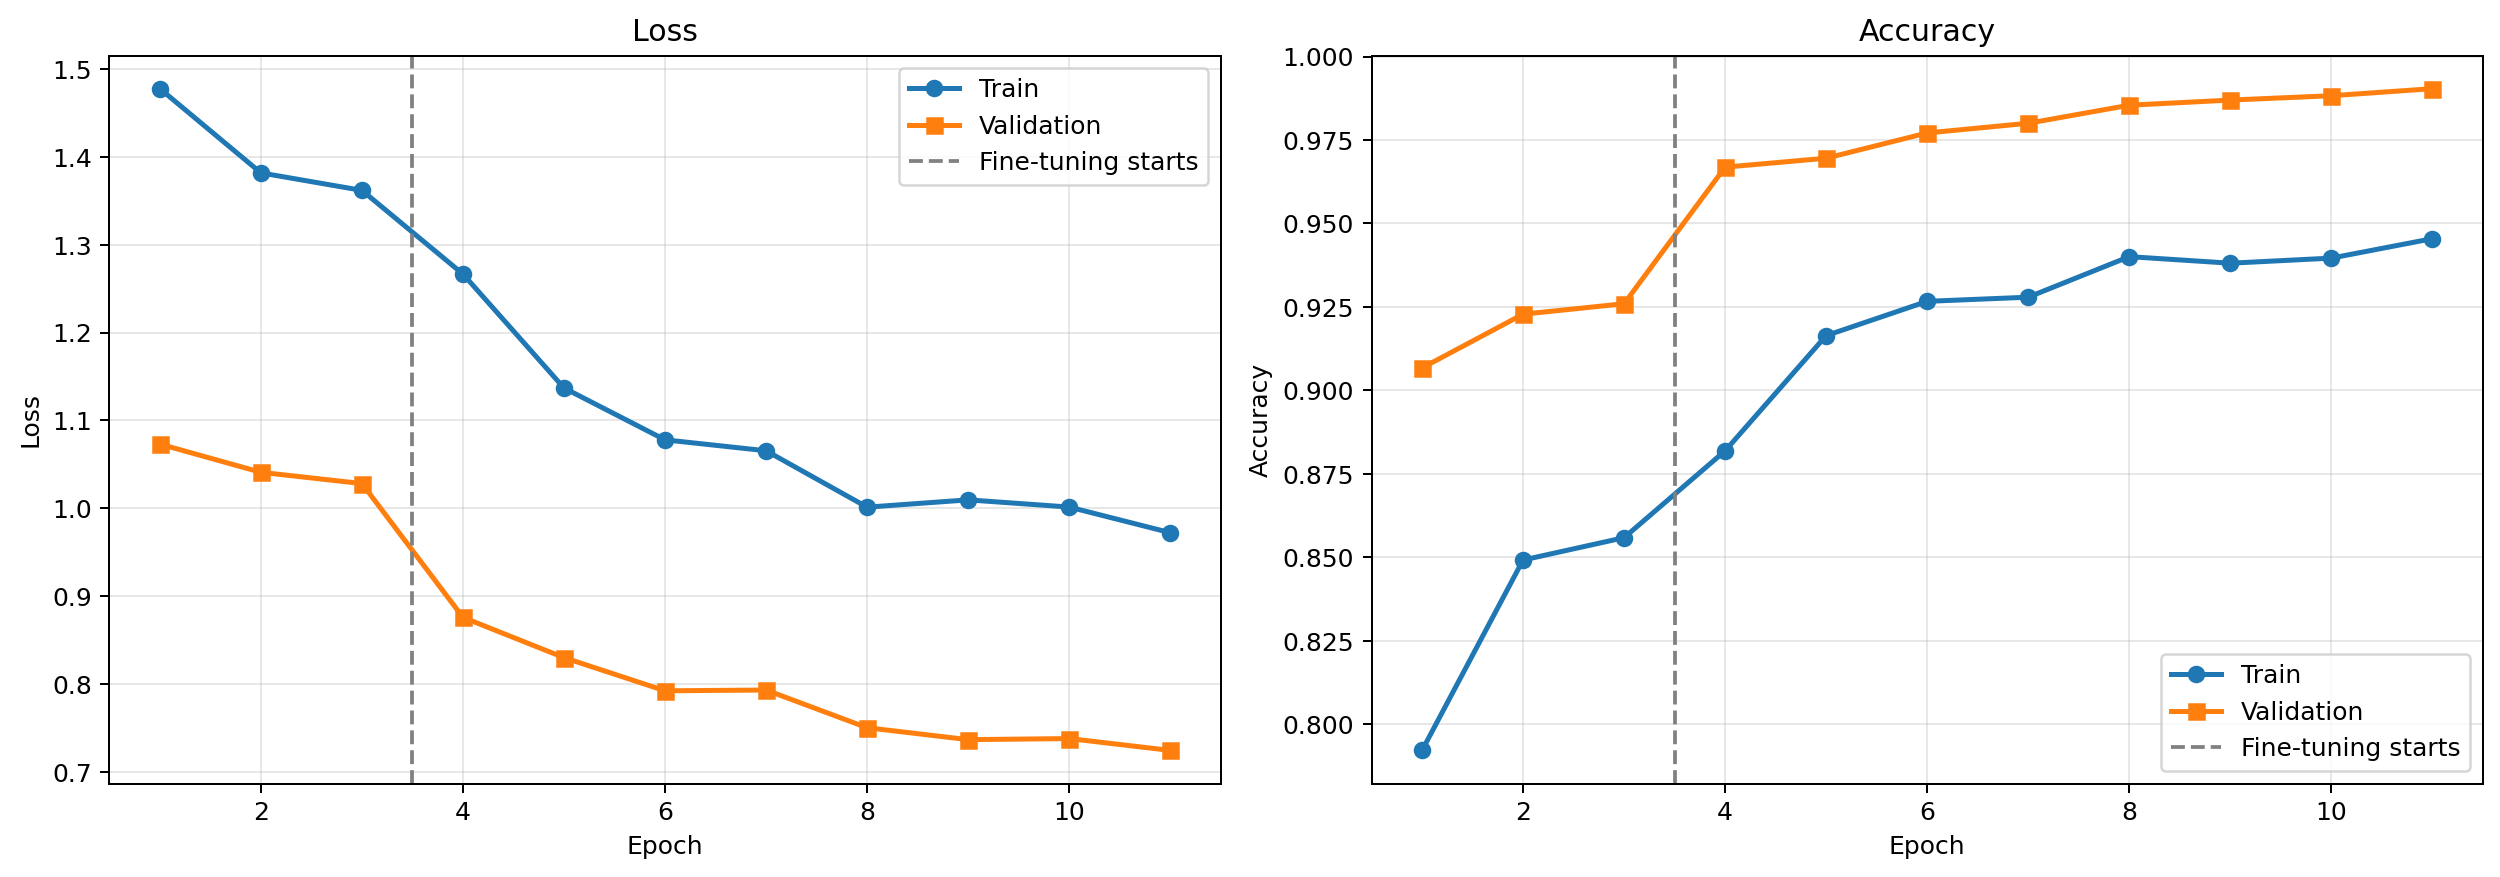 Loss
1.5
1.4
1.3
1.2
1.1
1.0
0.9
0.8
0.7
Loss
2
4
6
8
10
Epoch
Train
Validation
Fine-tuning starts
Accuracy
1.000
0.975
0.950
0.925
0.900
0.875
0.850
0.825
0.800
Accuracy
2
4
6
8
10
Epoch
Train
Validation
Fine-tuning starts